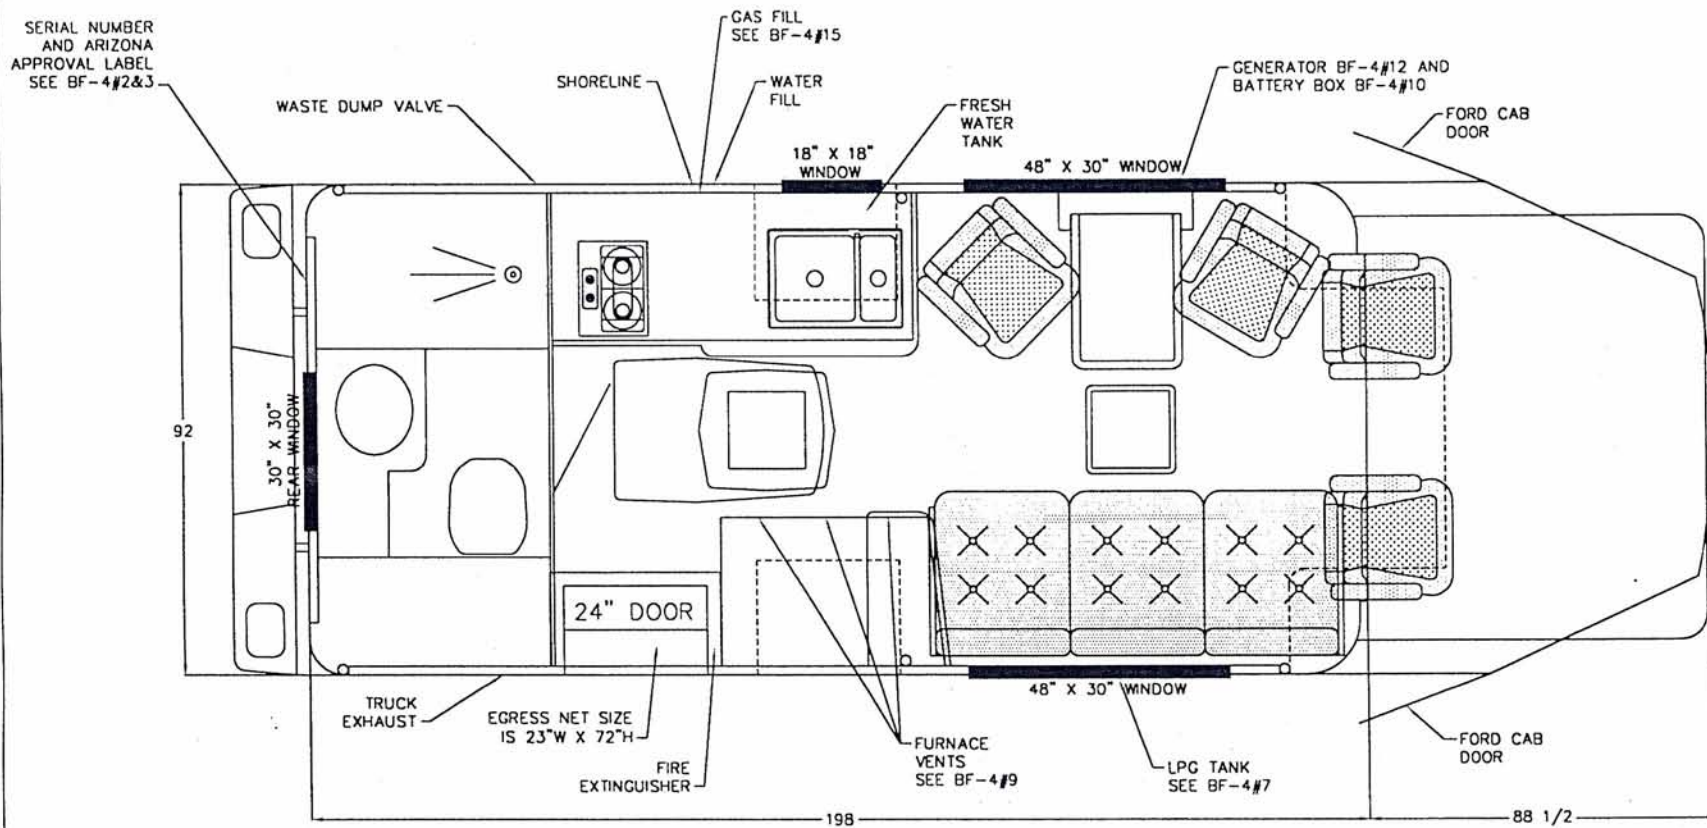 SERIAL NUMBER
AND ARIZONA
APPROVAL LABEL
SEE BF-4#2&3
GAS FILL
SEE BF-4#15
SHORELINE
WATER
FILL
WASTE DUMP VALVE
GENERATOR BF-4#12 AND
BATTERY BOX BF-4#10
FRESH
WATER
TANK
FORD CAB
DOOR
18" X 18"
WINDOW
48" X 30" WINDOW
92
30" X 30"
REAR WINDOW
24" DOOR
48" X 30" WINDOW
TRUCK
EXHAUST
EGRESS NET SIZE
IS 23"W X 72"H
FIRE
EXTINGUISHER
FURNACE
VENTS
SEE BF-4#9
LPG TANK
SEE BF-4#7
FORD CAB
DOOR
198
88 1/2